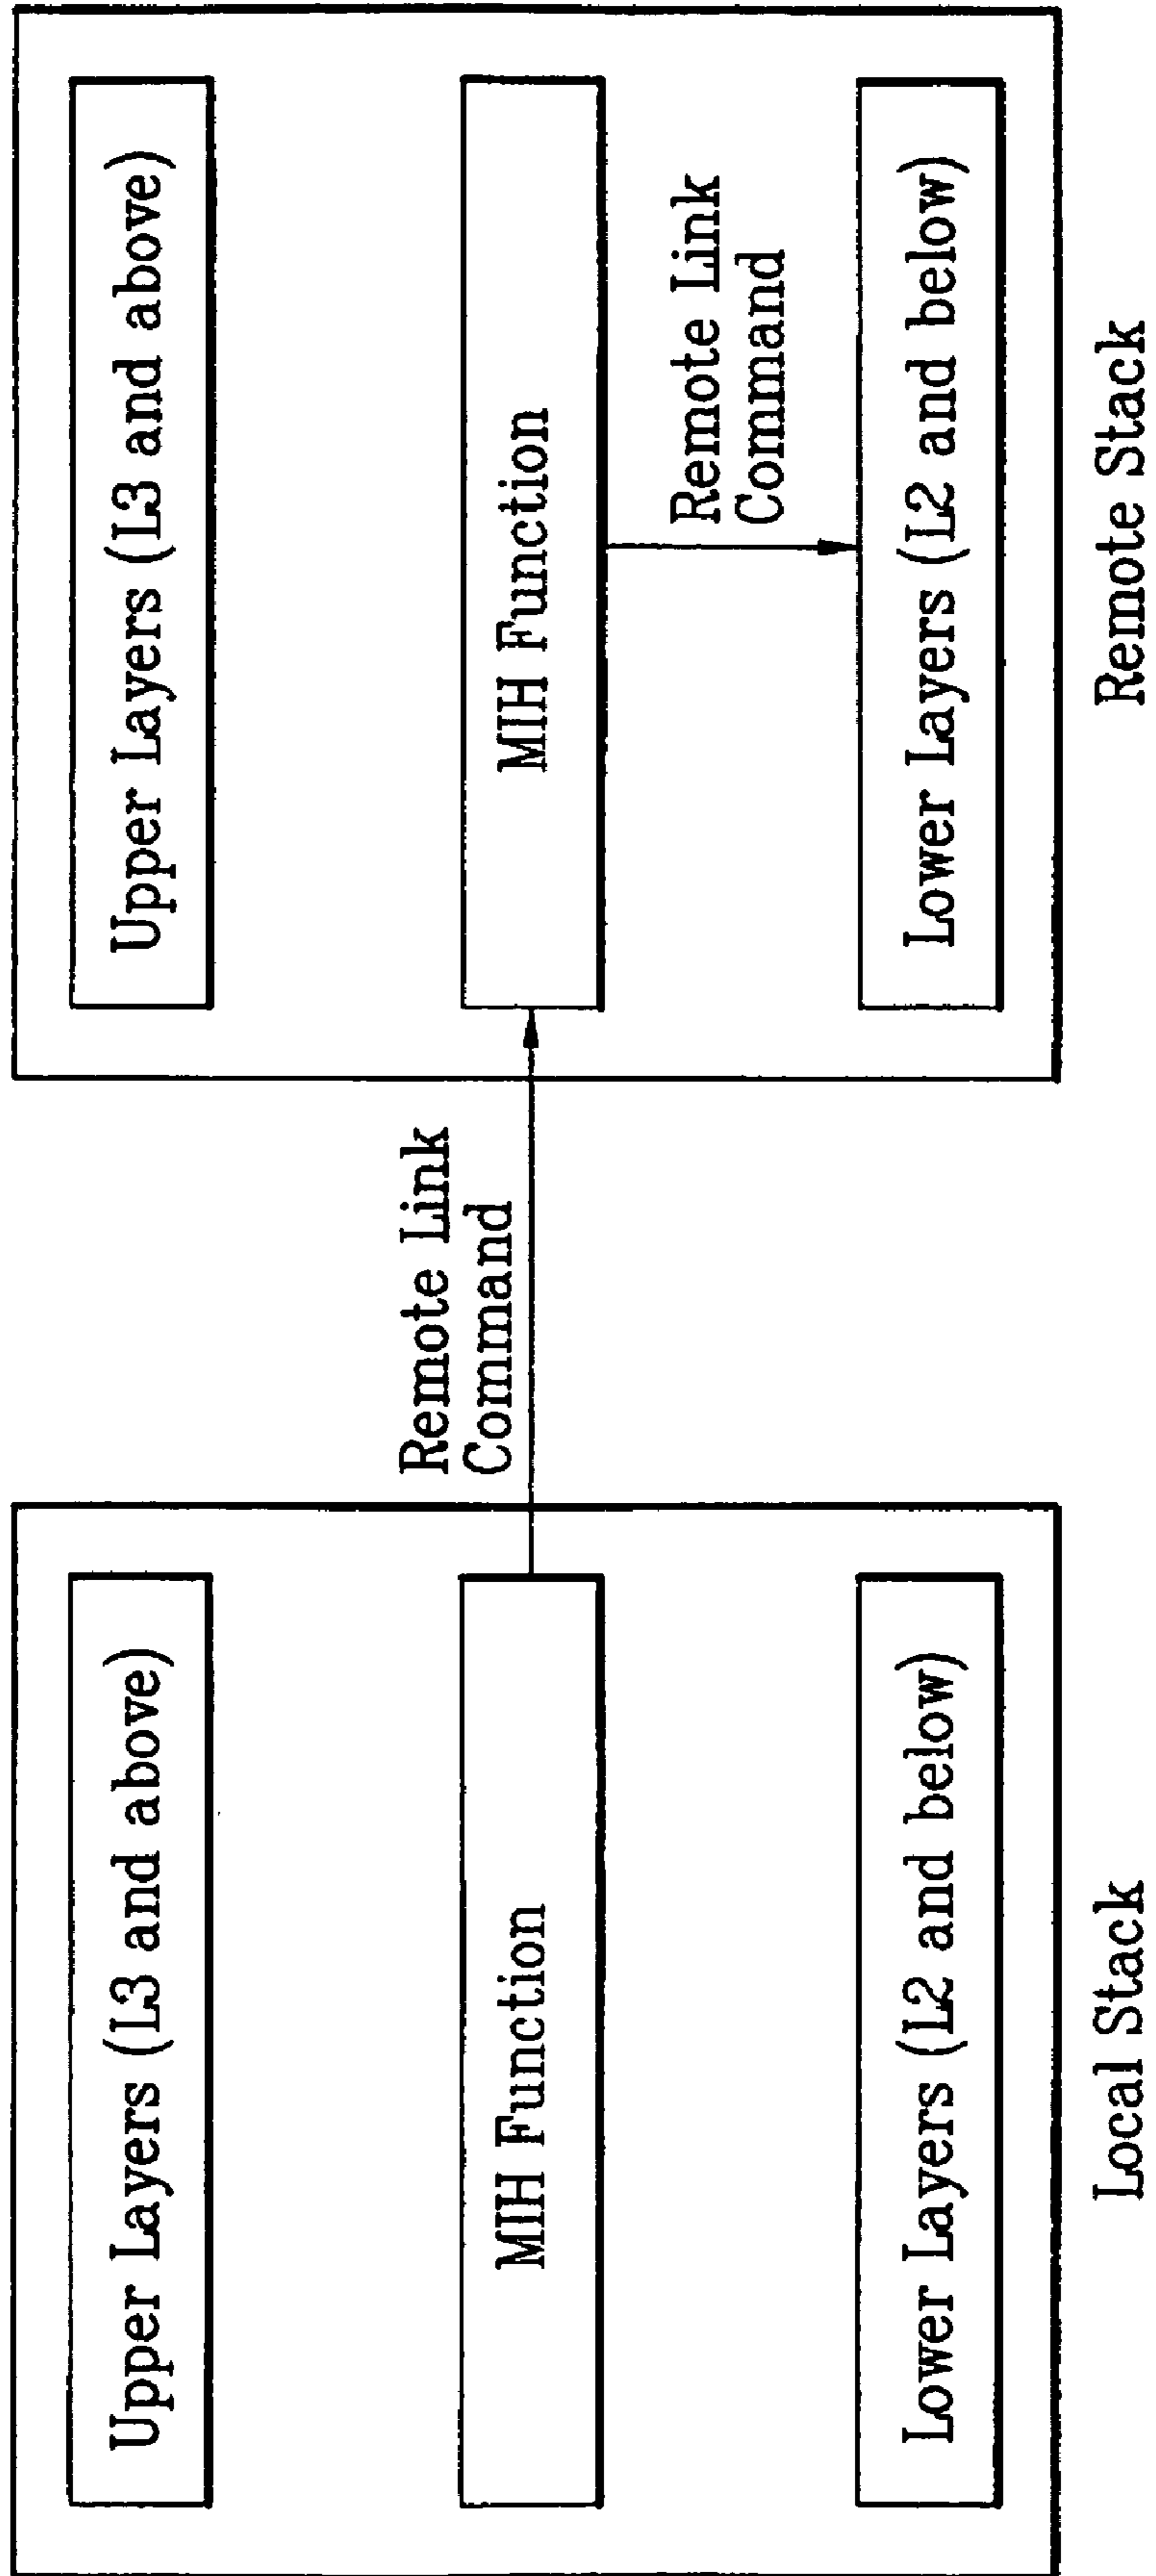 Upper Layers (L3 and above)
MIH Function
Lower Layers (L2 and below)
Local Stack
Remote Link
Command
Upper Layers (L3 and above)
MIH Function
Remote Link
Command
Lower Layers (L2 and below)
Remote Stack